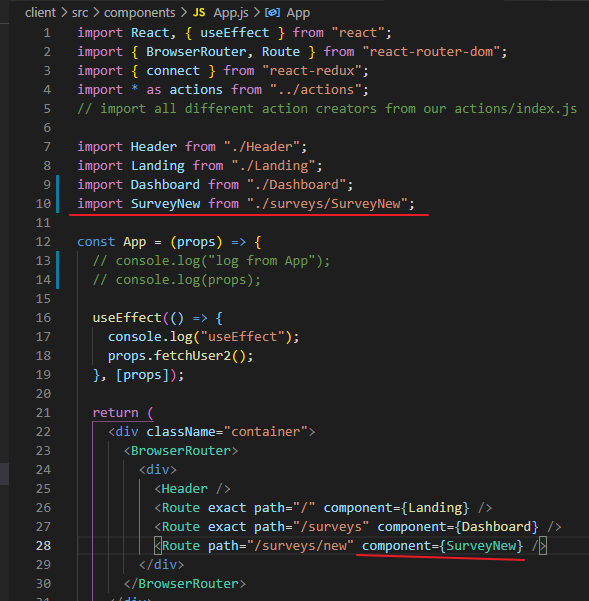 client > src > components > JS App.js > App
1 import React, { useEffect } from "react";
2 import { BrowserRouter, Route } from "react-router-dom";
3 import { connect } from "react-redux";
4 import * as actions from "../actions";
5 // import all different action creators from our actions/index.js
6
7 import Header from "./Header";
8 import Landing from "./Landing";
9 import Dashboard from "./Dashboard";
10 import SurveyNew from "./surveys/SurveyNew";
11
12 const App = (props) => {
13   // console.log("log from App");
14   // console.log(props);
15
16   useEffect(() => {
17     console.log("useEffect");
18     props.fetchUser2();
19   }, [props]);
20
21   return (
22     <div className="container">
23       <BrowserRouter>
24         <div>
25           <Header />
26           <Route exact path="/" component={Landing} />
27           <Route exact path="/surveys" component={Dashboard} />
28           <Route path="/surveys/new" component={SurveyNew} />
29         </div>
30       </BrowserRouter>
31     </div>